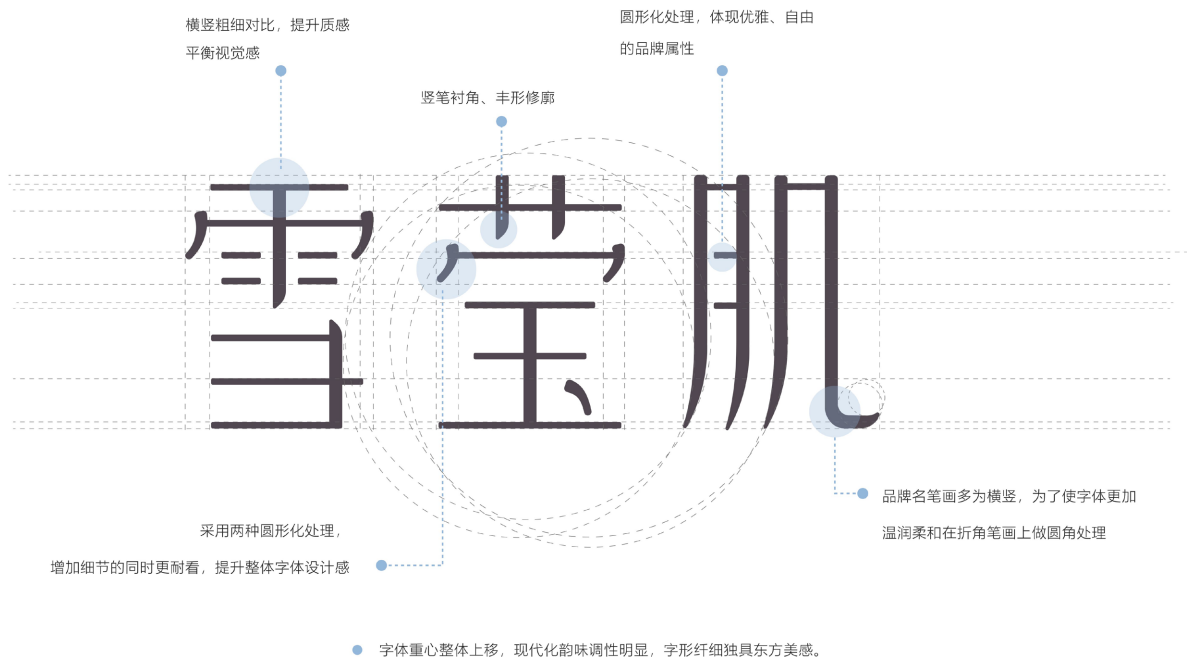 横竖粗细对比，提升质感
平衡视觉感
圆形化处理，体现优雅、自由
的品牌属性
竖笔衬角、丰形修廓
雪莹肌
品牌名笔画多为横竖，为了使字体更加
温润柔和在折角笔画上做圆角处理
采用两种圆形化处理，
增加细节的同时更耐看，提升整体字体设计感
字体重心整体上移，现代化韵味调性明显，字形纤细独具东方美感。